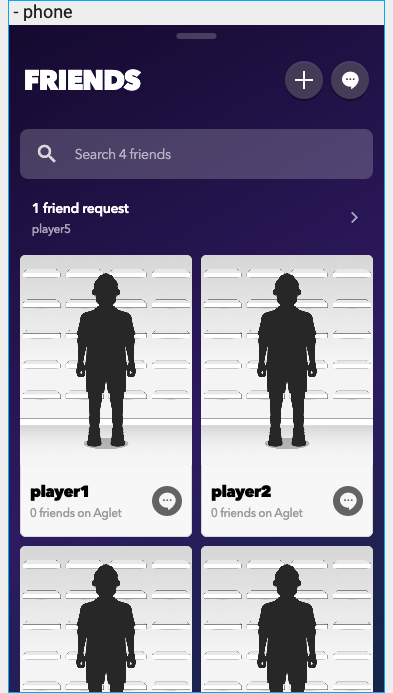 - phone
FRIENDS
Search 4 friends
1 friend request
player5
player1
0 friends on Aglet
player2
0 friends on Aglet